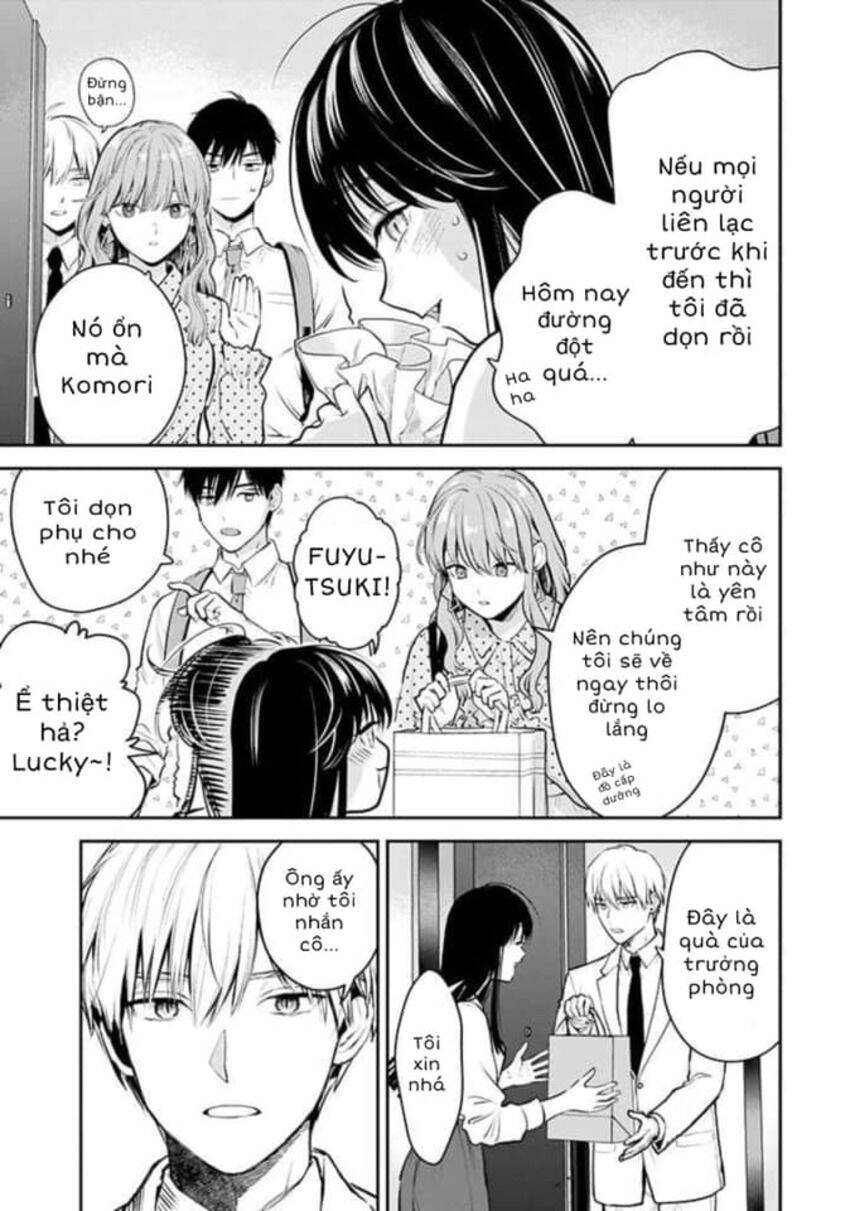 Nếu mọi
người
liên lạc
trước khi
đến thì
tôi đã
dọn rồi
Hôm nay
đường
đột
quá...
Ha
ha
Đừng
bận...
Nó ổn
mà
Komori
Thấy cô
như này
là yên
tâm rồi
Nên chúng
tôi sẽ về
ngay thôi
đừng lo
lắng
Đây là
đồ cấp
dưỡng
FUYU-
TSUKI!
Tôi dọn
phụ cho
nhé
Ể thiệt
hả?
Lucky~!
Đây là
quà của
trưởng
phòng
Tôi
xin
nhá
Ông ấy
nhờ tôi
nhắn
cô...